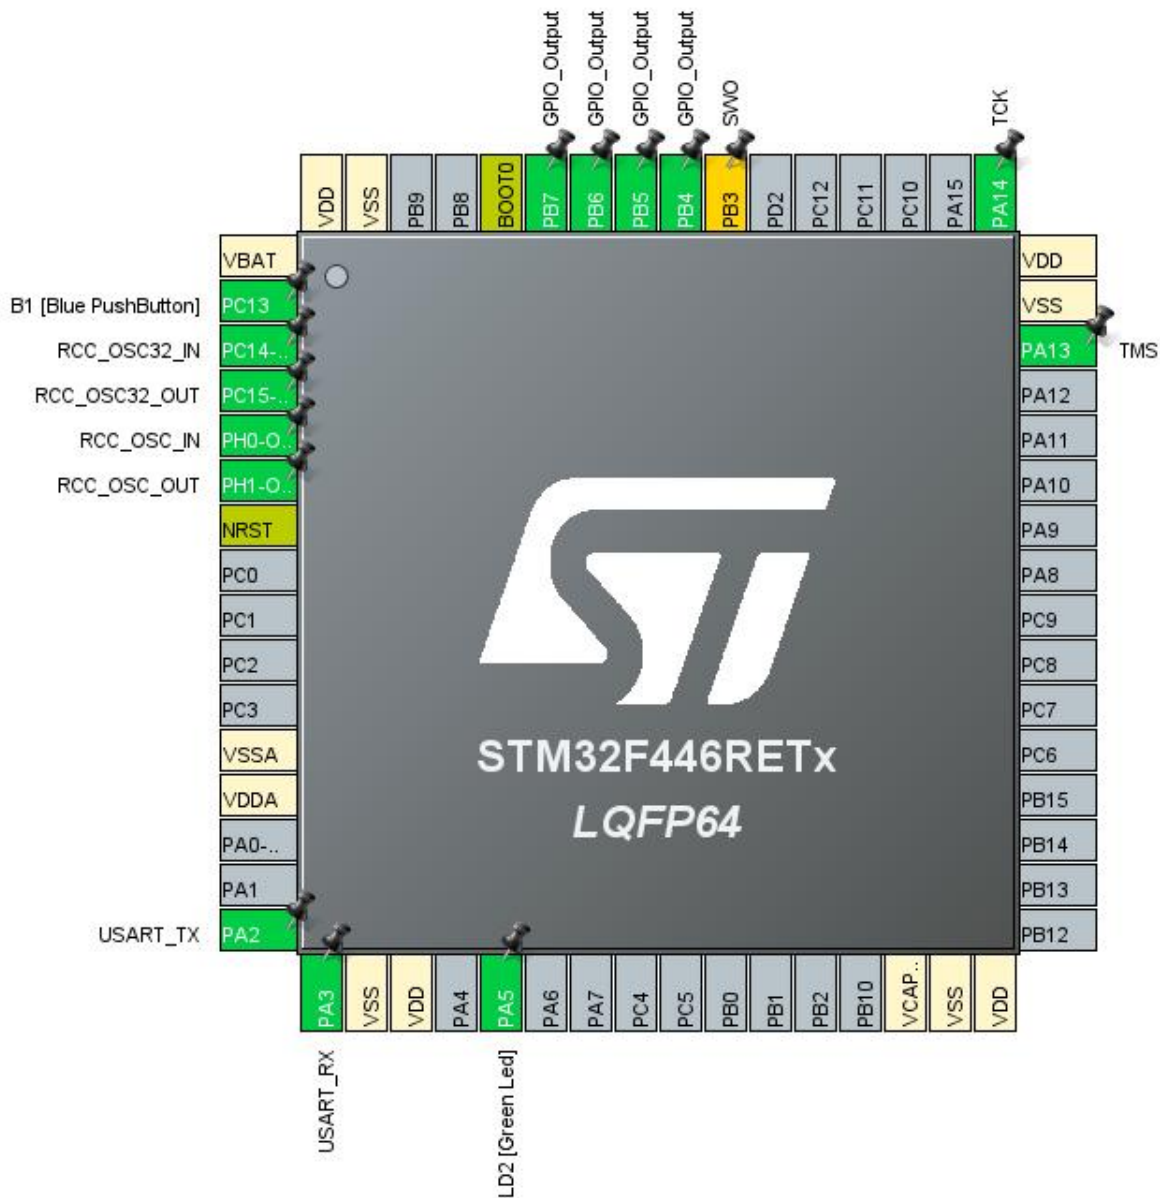 GPIO_Output
GPIO_Output
GPIO_Output
GPIO_Output
SWO
TCK
VDD
VSS
PB9
PB8
BOOT0
PB7
PB6
PB5
PB4
PB3
PD2
PC12
PC11
PC10
PA15
PA14
VBAT
B1 [Blue PushButton] PC13
RCC_OSC32_IN PC14-..
RCC_OSC32_OUT PC15-..
RCC_OSC_IN PH0-O..
RCC_OSC_OUT PH1-O..
NRST
PC0
PC1
PC2
PC3
VSSA
VDDA
PA0-..
PA1
USART_TX PA2
ST
STM32F446RETx
LQFP64
VDD
VSS
PA13 TMS
PA12
PA11
PA10
PA9
PA8
PC9
PC8
PC7
PC6
PB15
PB14
PB13
PB12
PA3
VSS
VDD
PA4
PA5
PA6
PA7
PC4
PC5
PB0
PB1
PB2
PB10
VCAP..
VSS
VDD
USART_RX
LD2 [Green Led]